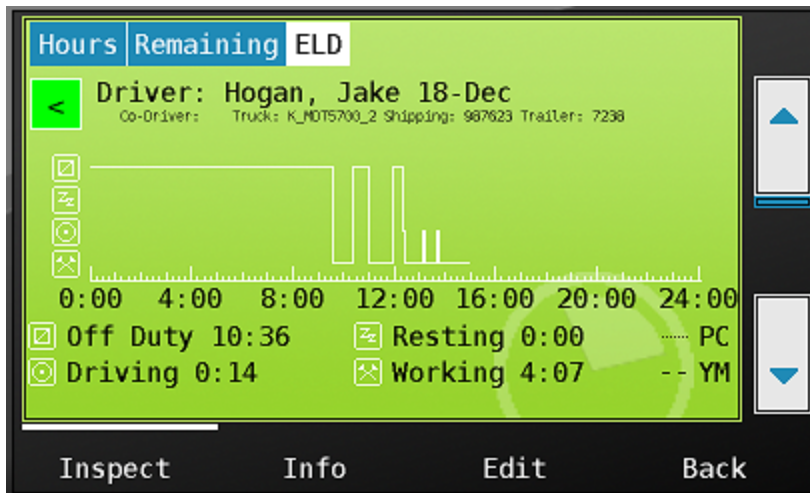 Hours Remaining ELD
< Driver: Hogan, Jake 18-Dec
Co-Driver: Truck: K_MDT5700_2 Shipping: 987623 Trailer: 7238
0:00 4:00 8:00 12:00 16:00 20:00 24:00
Off Duty 10:36 Resting 0:00 PC
Driving 0:14 Working 4:07 -- YM
Inspect Info Edit Back